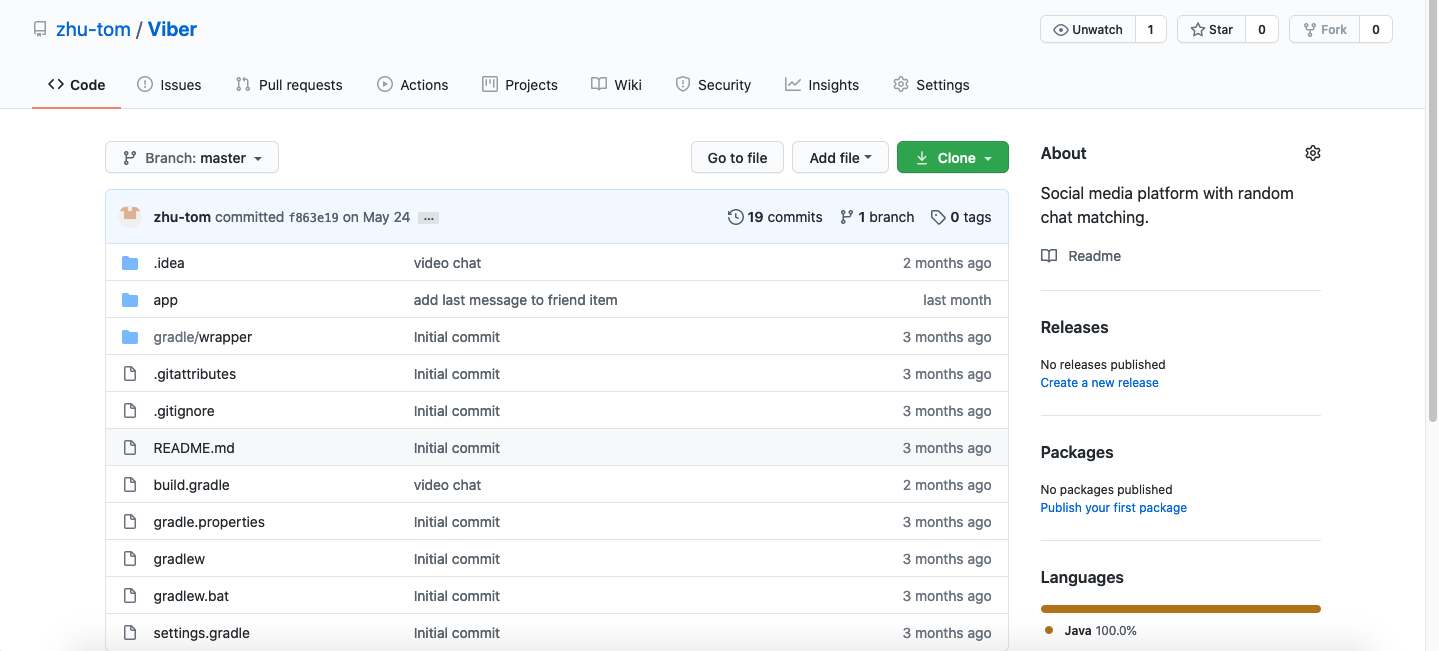 zhu-tom / Viber
Unwatch 1 Star 0 Fork 0
Code Issues Pull requests Actions Projects Wiki Security Insights Settings
Branch: master
Go to file Add file Clone
zhu-tom committed f863e19 on May 24 ... 19 commits 1 branch 0 tags
.idea video chat 2 months ago
app add last message to friend item last month
gradle/wrapper Initial commit 3 months ago
.gitattributes Initial commit 3 months ago
.gitignore Initial commit 3 months ago
README.md Initial commit 3 months ago
build.gradle video chat 2 months ago
gradle.properties Initial commit 3 months ago
gradlew Initial commit 3 months ago
gradlew.bat Initial commit 3 months ago
settings.gradle Initial commit 3 months ago
About
Social media platform with random
chat matching.
Readme
Releases
No releases published
Create a new release
Packages
No packages published
Publish your first package
Languages
Java 100.0%